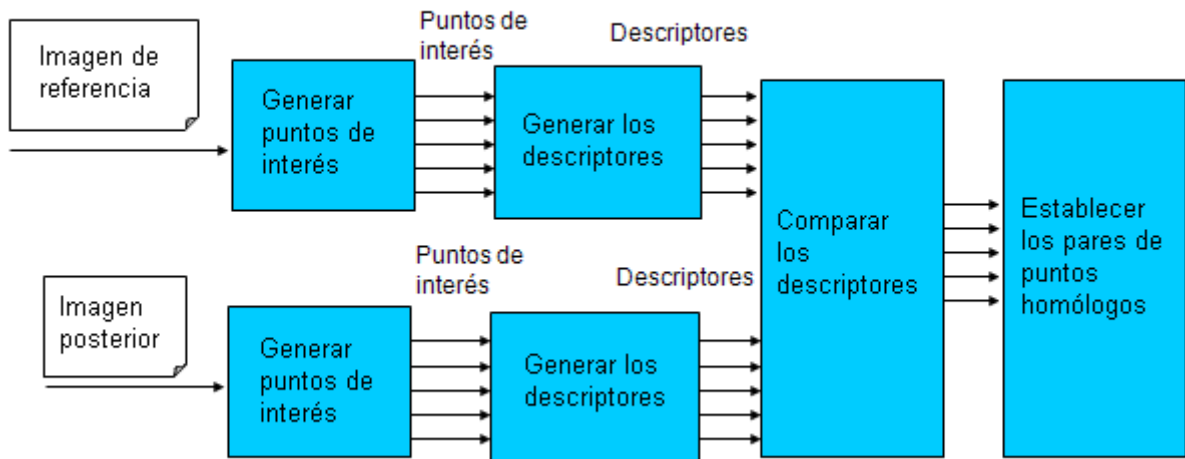 Imagen de
referencia
Generar
puntos de
interés
Puntos de
interés
Generar los
descriptores
Descriptores
Imagen
posterior
Generar
puntos de
interés
Puntos de
interés
Generar los
descriptores
Descriptores
Comparar
los
descriptores
Establecer
los pares de
puntos
homólogos